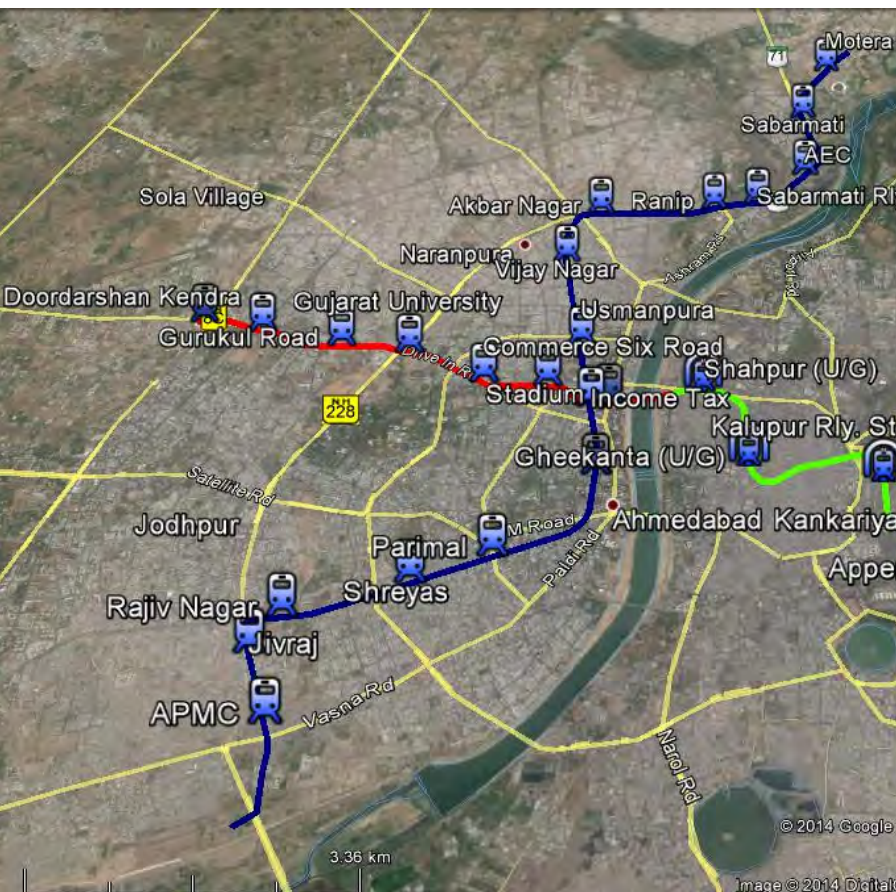 Motera
71
Sabarmati
AEC
Sola Village
Akbar Nagar
Ranip
Sabarmati Rl
Naranpura
Vijay Nagar
Ashram Rd
Doordarshan Kendra
Gujarat University
Usmanpura
Gurukul Road
Drive In R
Commerce Six Road
Shahpur (U/G)
Stadium
Income Tax
NH
228
Kalupur Rly. St
Gheekanta (U/G)
Satellite Rd
Jodhpur
M Road
Ahmedabad
Kankariya
Parimal
Paldi Rd
Appe
Shreyas
Rajiv Nagar
Jivraj
APMC
Vasna Rd
Narol Rd
© 2014 Google
3.36 km
Image © 2014 Digital